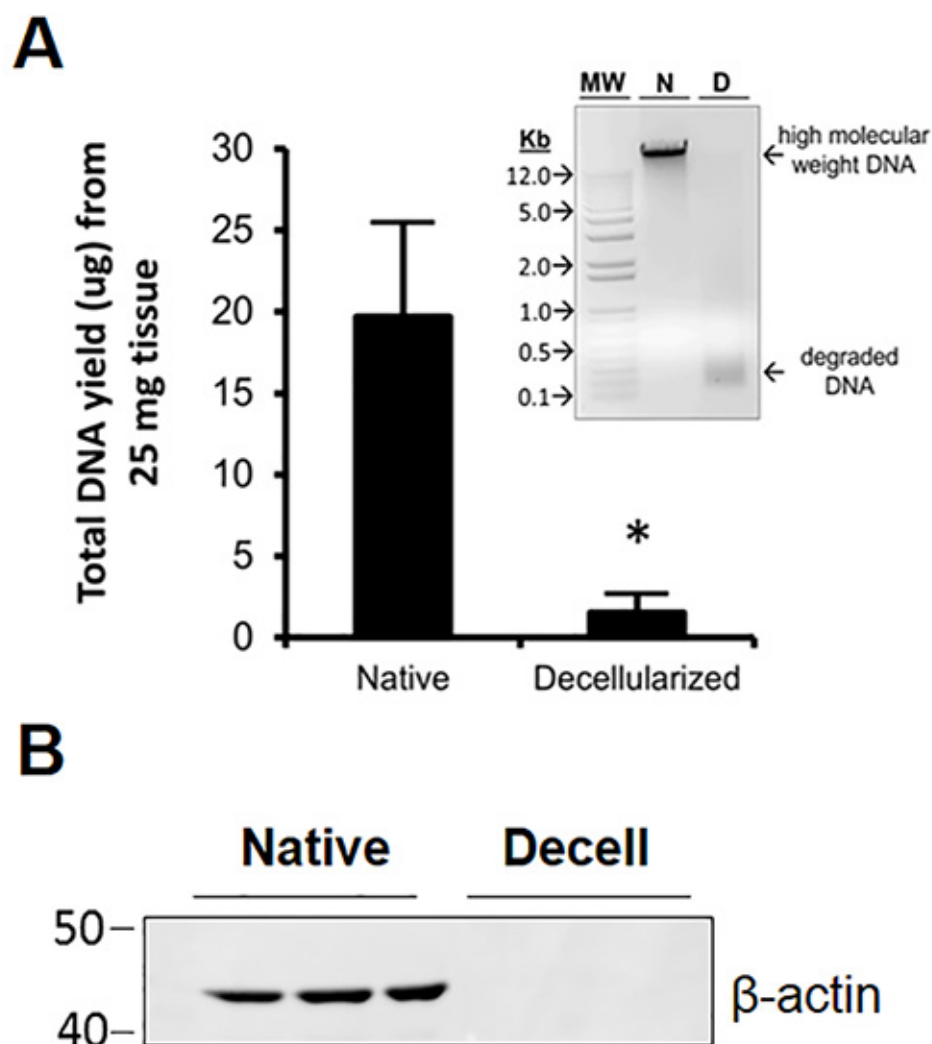 A
MW N D
Kb
12.0→
5.0→
2.0→
1.0→
0.5→
0.1→
← high molecular
weight DNA
← degraded
DNA
Total DNA yield (ug) from
25 mg tissue
30
25
20
15
10
5
0
*
Native Decellularized
B
Native Decell
50–
40–
β-actin